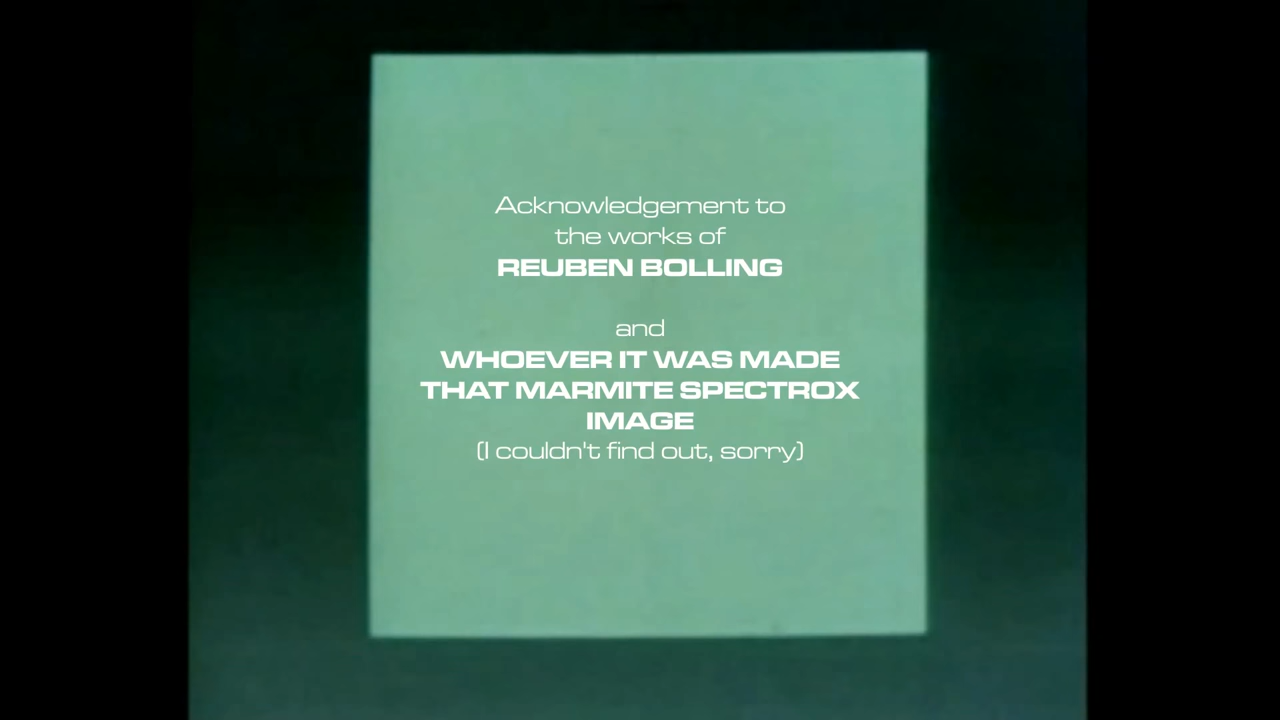 Acknowledgement to
the works of
REUBEN BOLLING
and
WHOEVER IT WAS MADE
THAT MARMITE SPECTROX
IMAGE
(I couldn't find out, sorry)